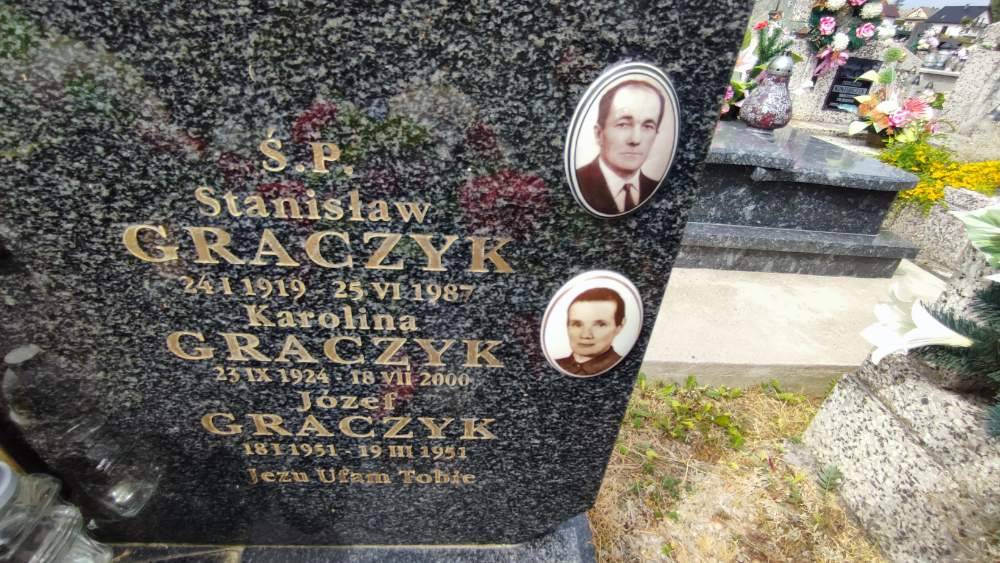 Ś.P.
Stanisław
GRACZYK
24 I 1919 25 VI 1987
Karolina
GRACZYK
23 IX 1924 - 18 VII 2000
Józef
GRACZYK
18 I 1951 - 19 III 1951
Jezu Ufam Tobie